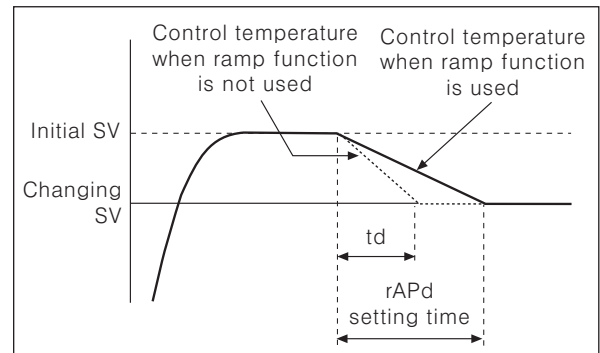 Control temperature
when ramp function
is not used
Control temperature
when ramp function
is used
Initial SV
Changing
SV
td
rAPd
setting time